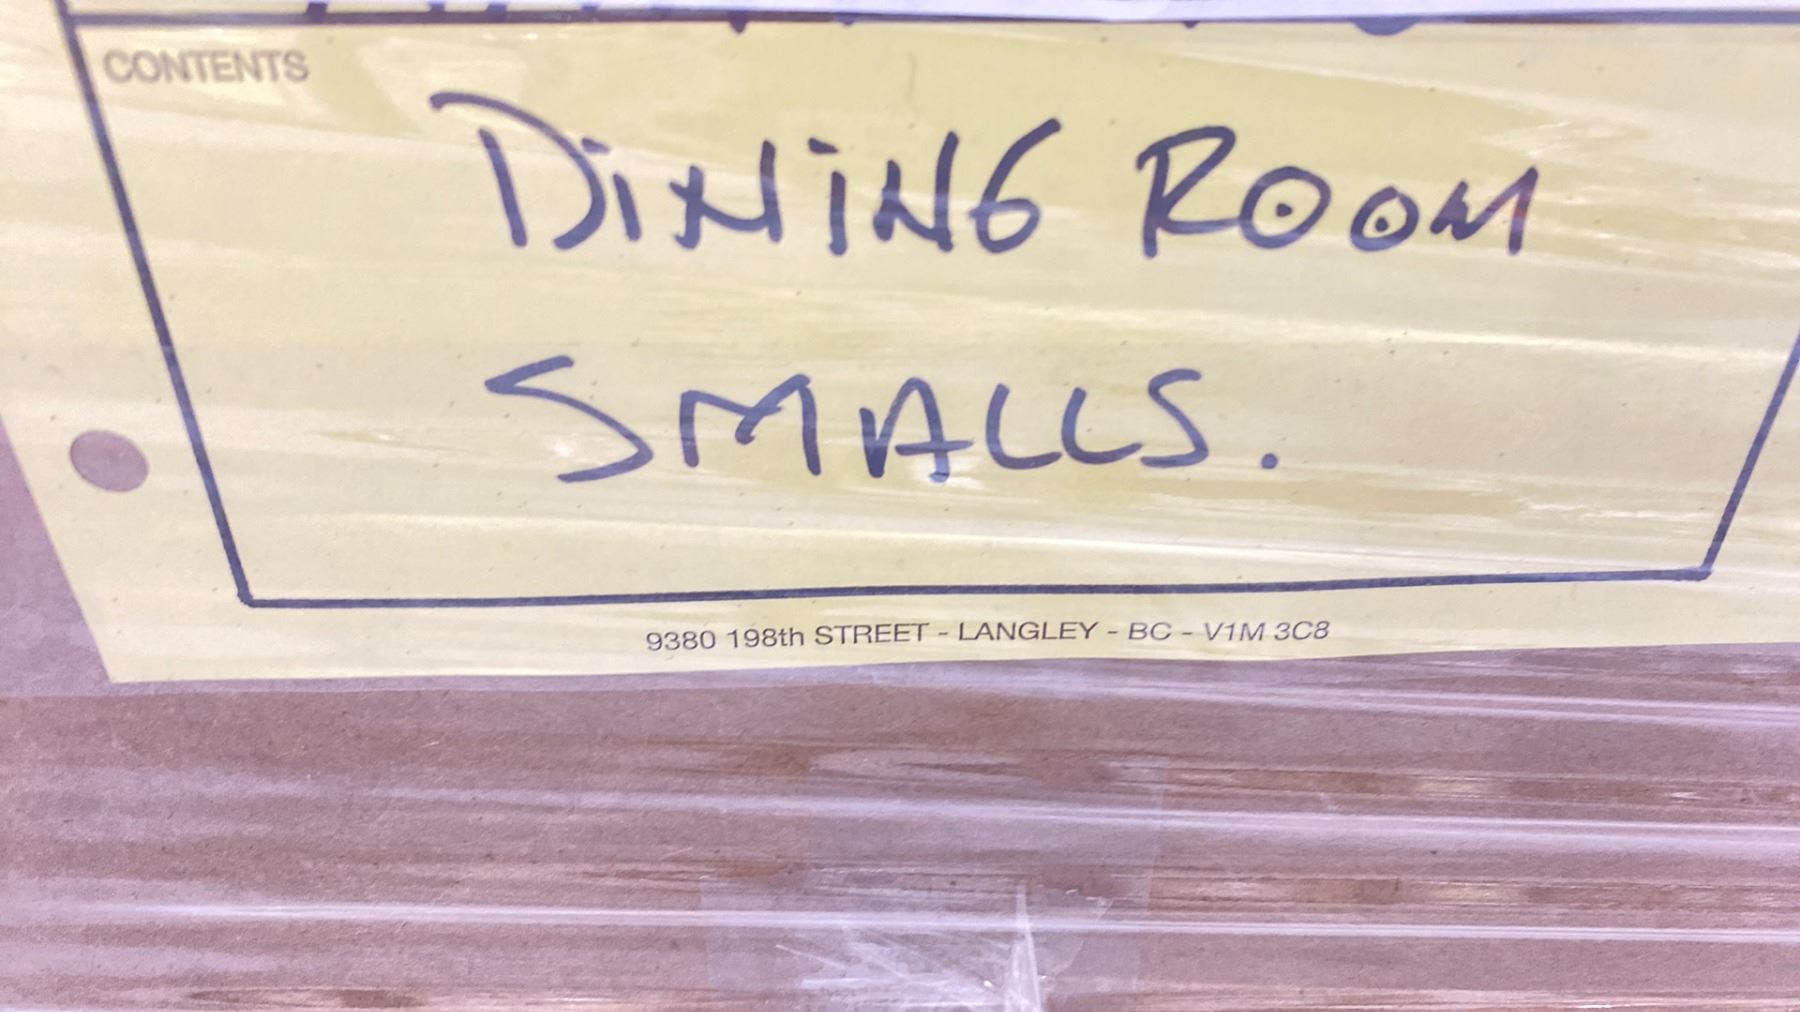 CONTENTS
DiNiNG ROOM
SMALLS.
9380 198th STREET - LANGLEY - BC - V1M 3C8